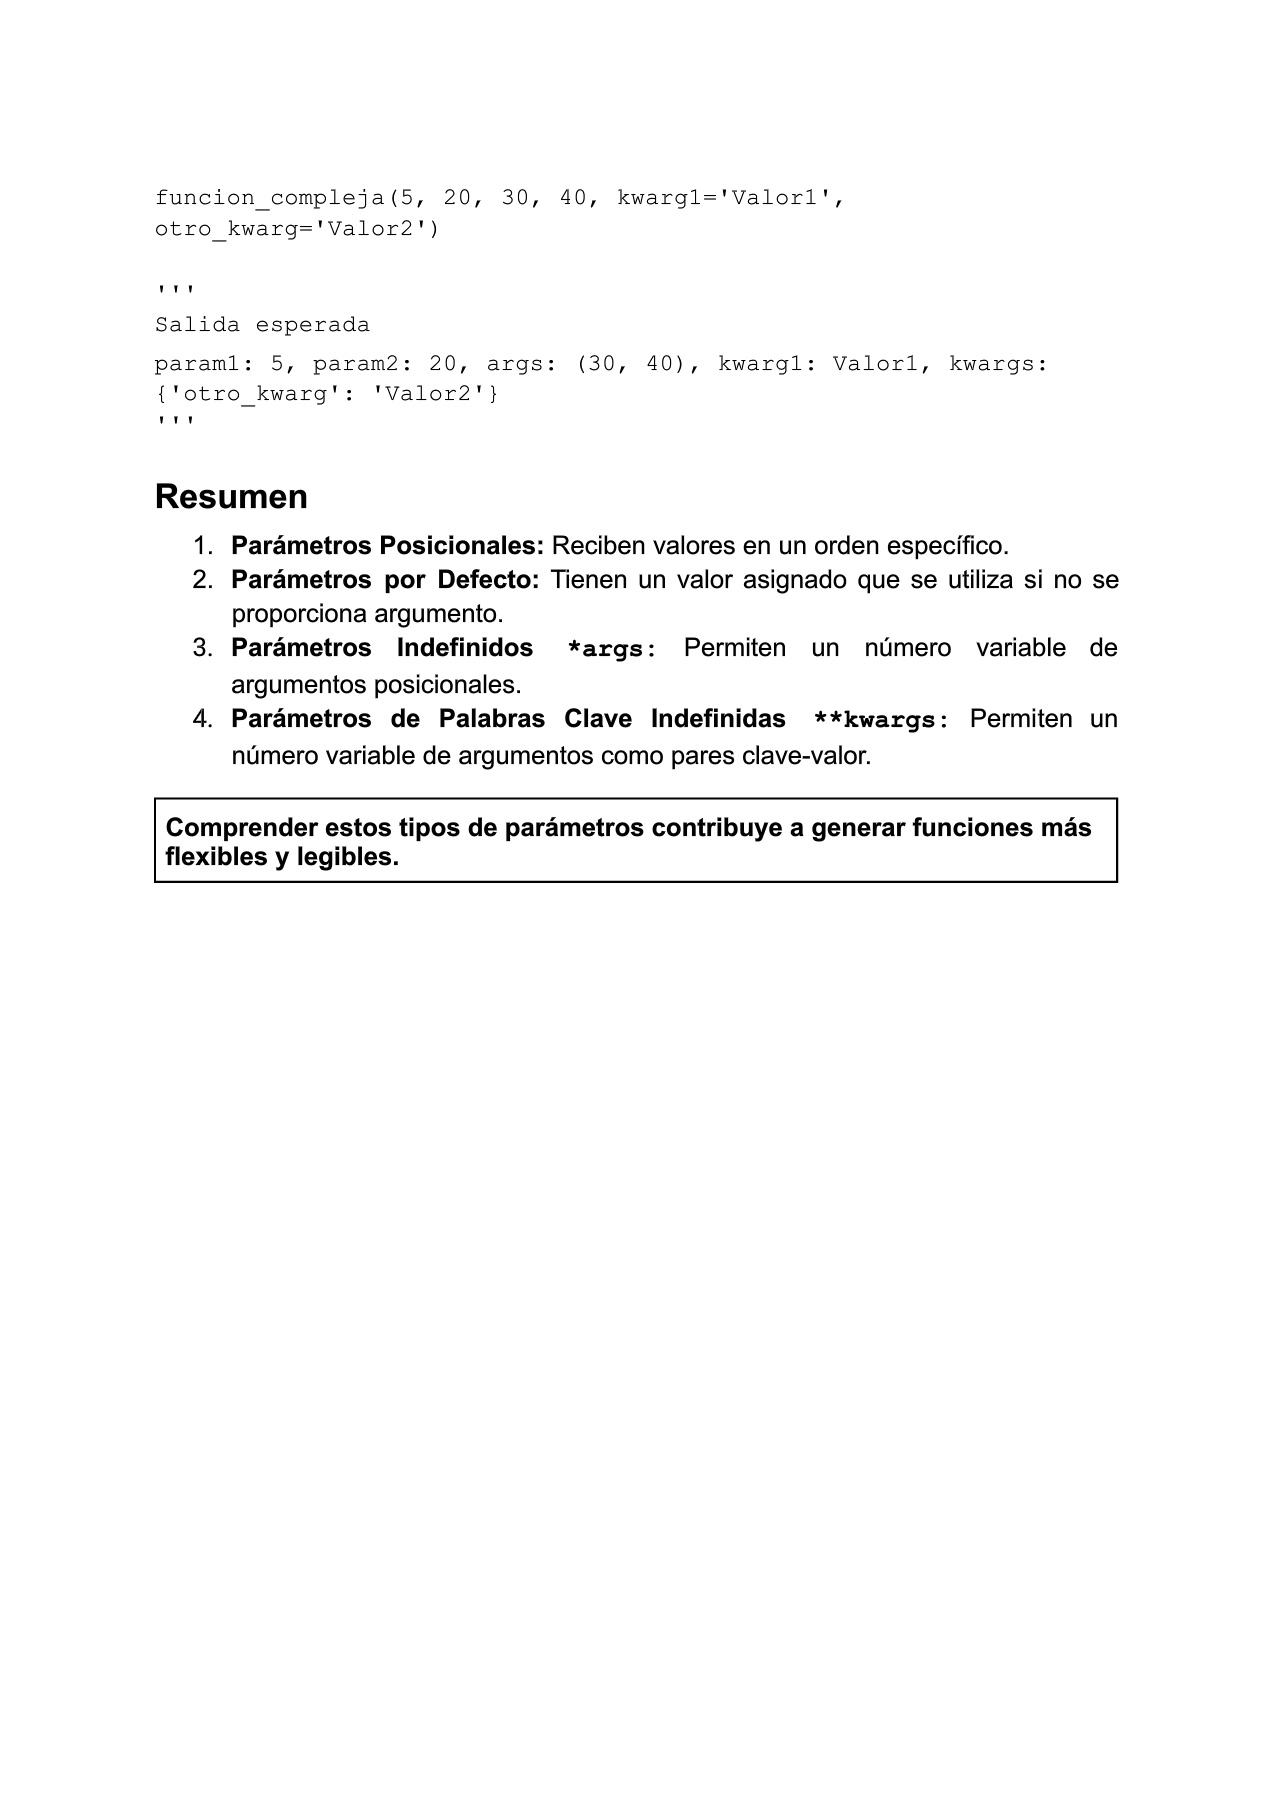 funcion_compleja(5, 20, 30, 40, kwarg1='Valor1',
otro_kwarg='Valor2')
'''
Salida esperada
param1: 5, param2: 20, args: (30, 40), kwarg1: Valor1, kwargs:
{'otro_kwarg': 'Valor2'}
'''
Resumen
1. Parámetros Posicionales: Reciben valores en un orden específico.
2. Parámetros por Defecto: Tienen un valor asignado que se utiliza si no se
proporciona argumento.
3. Parámetros Indefinidos *args: Permiten un número variable de
argumentos posicionales.
4. Parámetros de Palabras Clave Indefinidas **kwargs: Permiten un
número variable de argumentos como pares clave-valor.
Comprender estos tipos de parámetros contribuye a generar funciones más
flexibles y legibles.